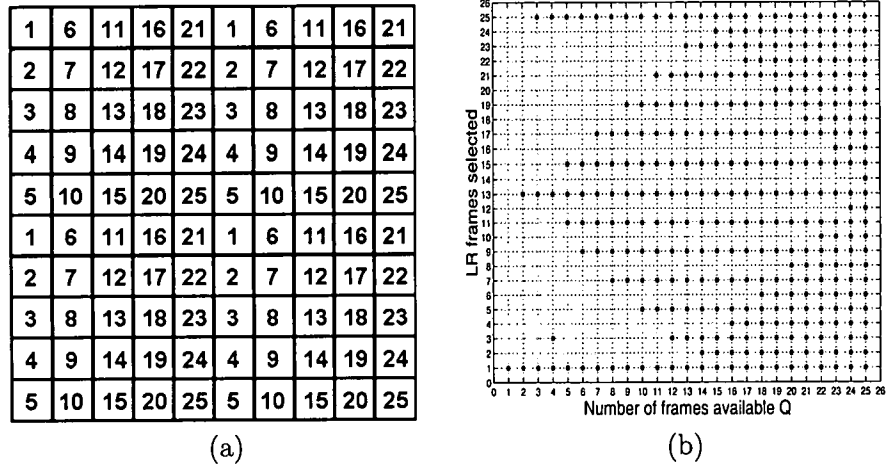 1 6 11 16 21 1 6 11 16 21
2 7 12 17 22 2 7 12 17 22
3 8 13 18 23 3 8 13 18 23
4 9 14 19 24 4 9 14 19 24
5 10 15 20 25 5 10 15 20 25
1 6 11 16 21 1 6 11 16 21
2 7 12 17 22 2 7 12 17 22
3 8 13 18 23 3 8 13 18 23
4 9 14 19 24 4 9 14 19 24
5 10 15 20 25 5 10 15 20 25
(a)
LR frames selected
26
25
24
23
22
21
20
19
18
17
16
15
14
13
12
11
10
9
8
7
6
5
4
3
2
1
0
0 1 2 3 4 5 6 7 8 9 10 11 12 13 14 15 16 17 18 19 20 21 22 23 24 25 26
Number of frames available Q
(b)